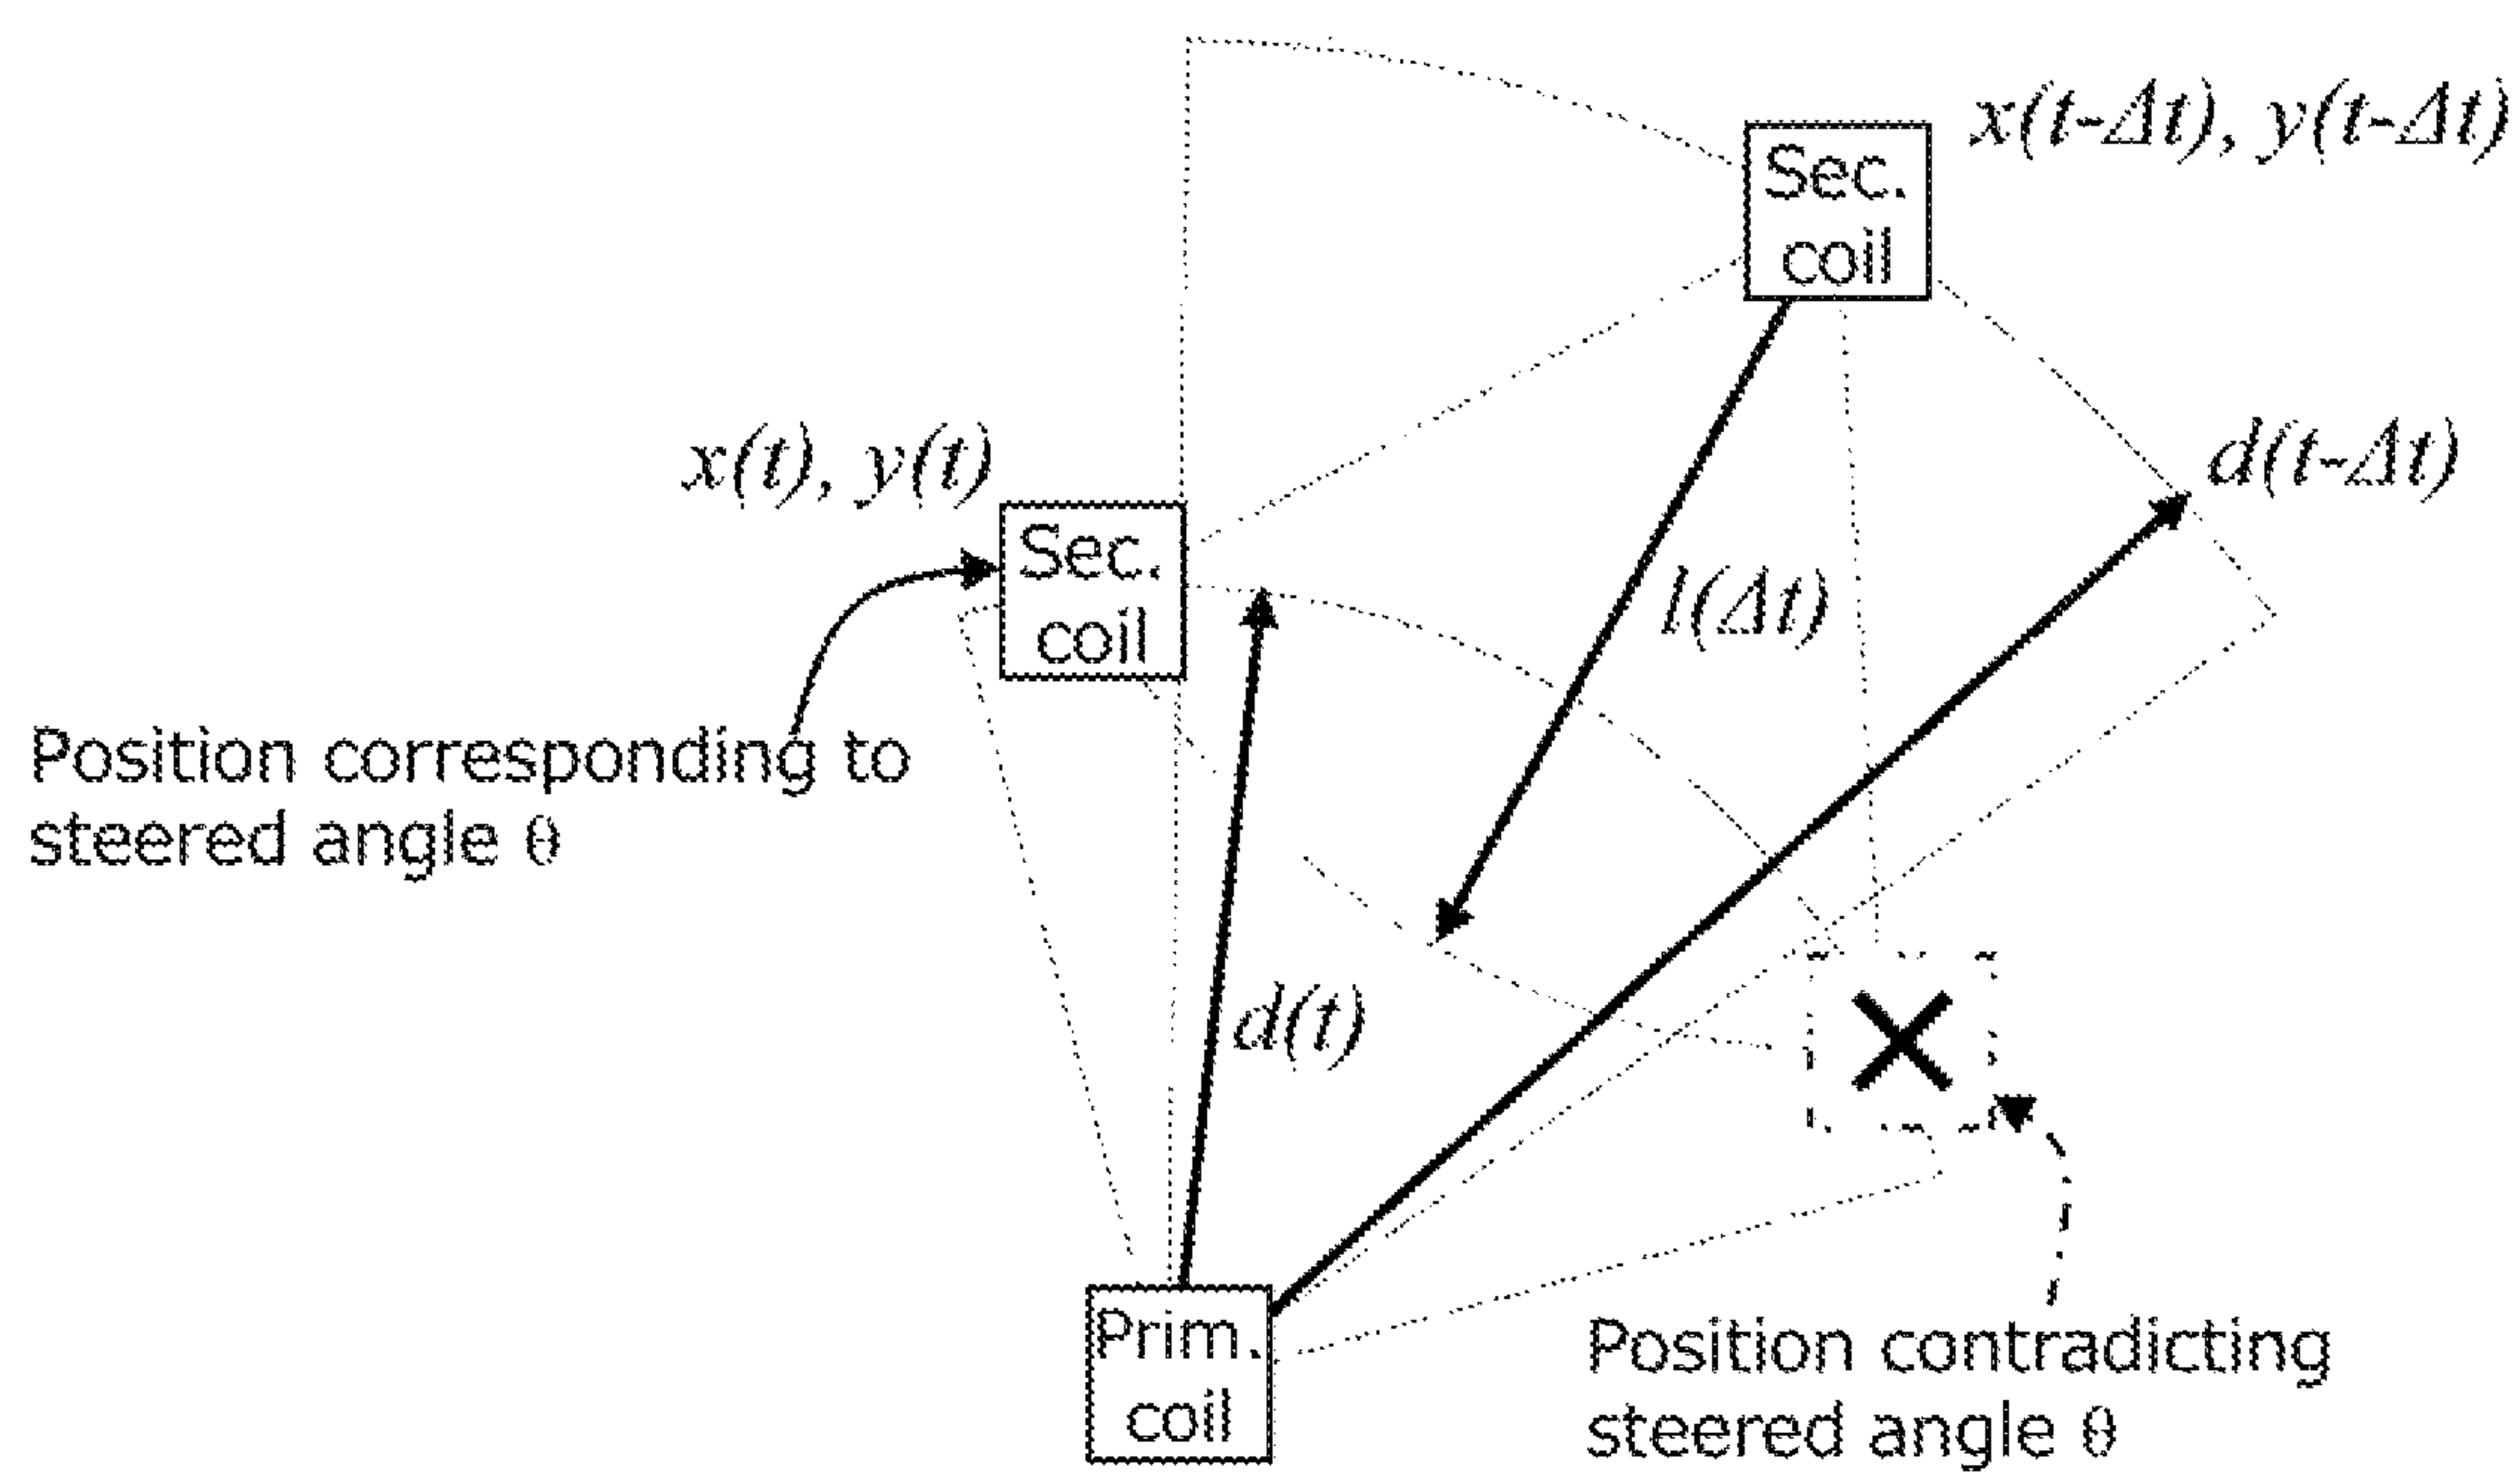 x(t-Δt), y(t-Δt)
Sec.
coil
d(t-Δt)
x(t), y(t)
Sec.
coil
l(Δt)
Position corresponding to
steered angle θ
d(t)
Prim.
coil
Position contradicting
steered angle θ